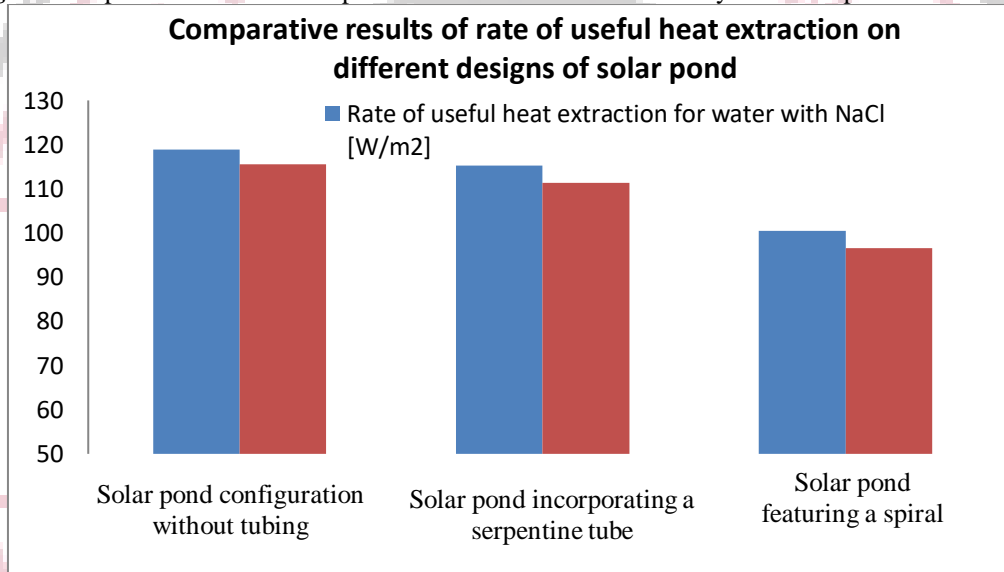 Comparative results of rate of useful heat extraction on
different designs of solar pond
130
Rate of useful heat extraction for water with NaCl
[W/m2]
120
110
100
90
80
70
60
50
Solar pond configuration
without tubing
Solar pond incorporating a
serpentine tube
Solar pond
featuring a spiral